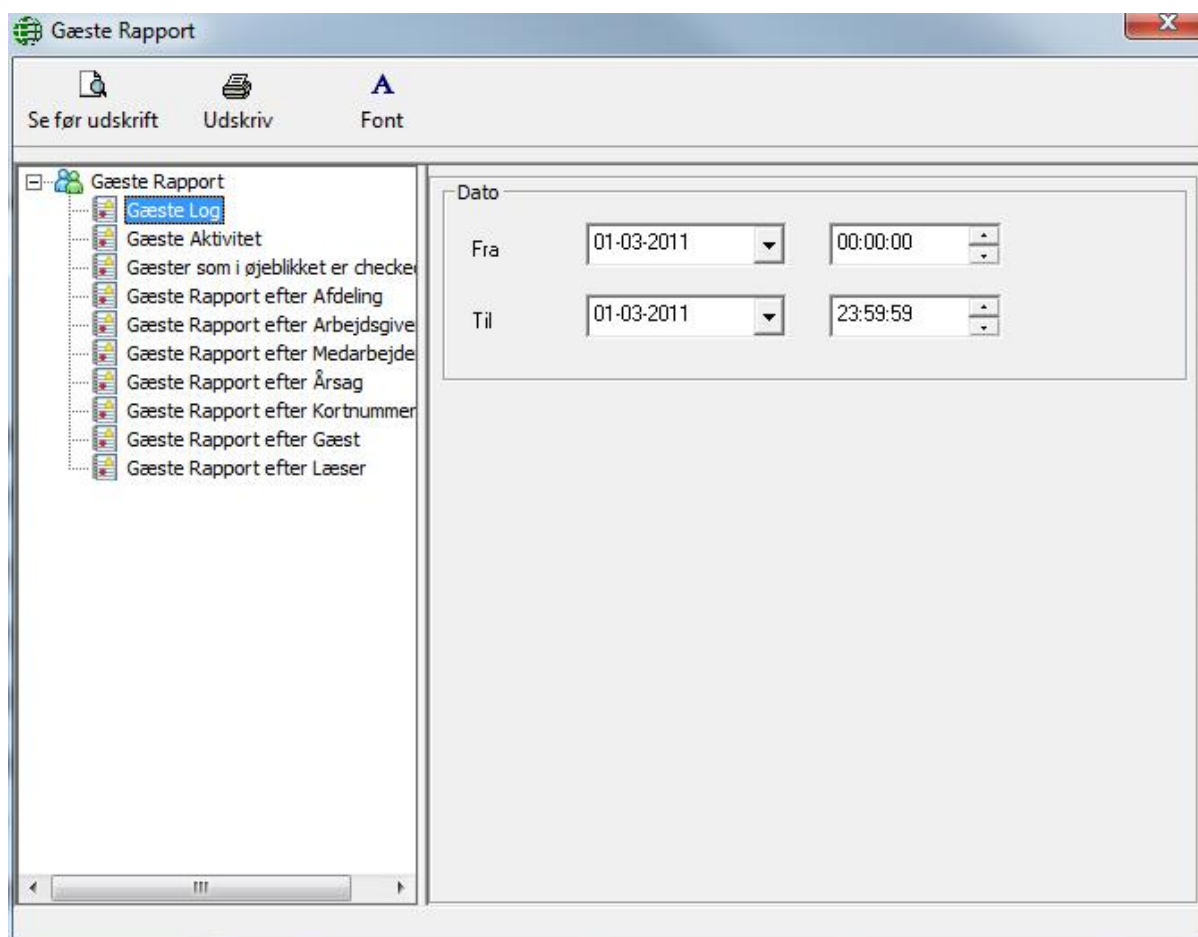 Gæste Rapport
Se før udskrift Udskriv Font
Gæste Rapport
Gæste Log
Gæste Aktivitet
Gæster som i øjeblikket er checke
Gæste Rapport efter Afdeling
Gæste Rapport efter Arbejdsgive
Gæste Rapport efter Medarbejde
Gæste Rapport efter Årsag
Gæste Rapport efter Kortnummer
Gæste Rapport efter Gæst
Gæste Rapport efter Læser
Dato
Fra 01-03-2011 00:00:00
Til 01-03-2011 23:59:59